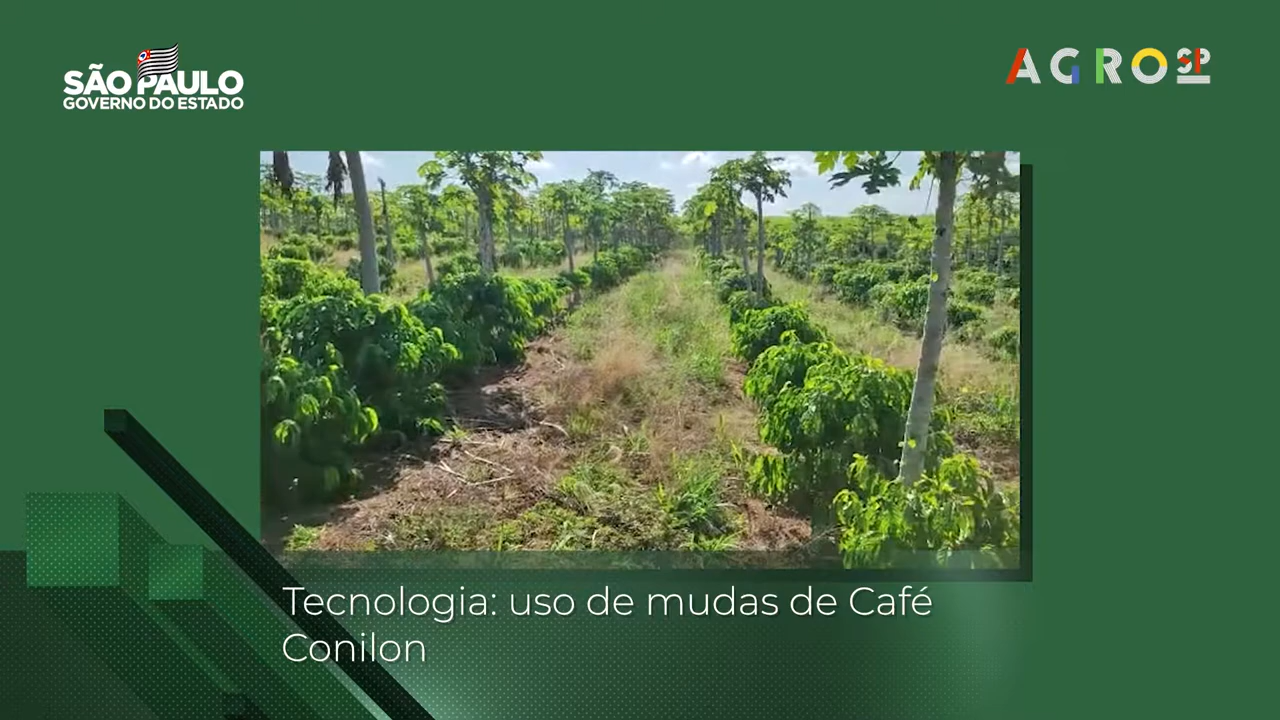 SÃO PAULO
GOVERNO DO ESTADO
AGRO SP
Tecnologia: uso de mudas de Café
Conilon